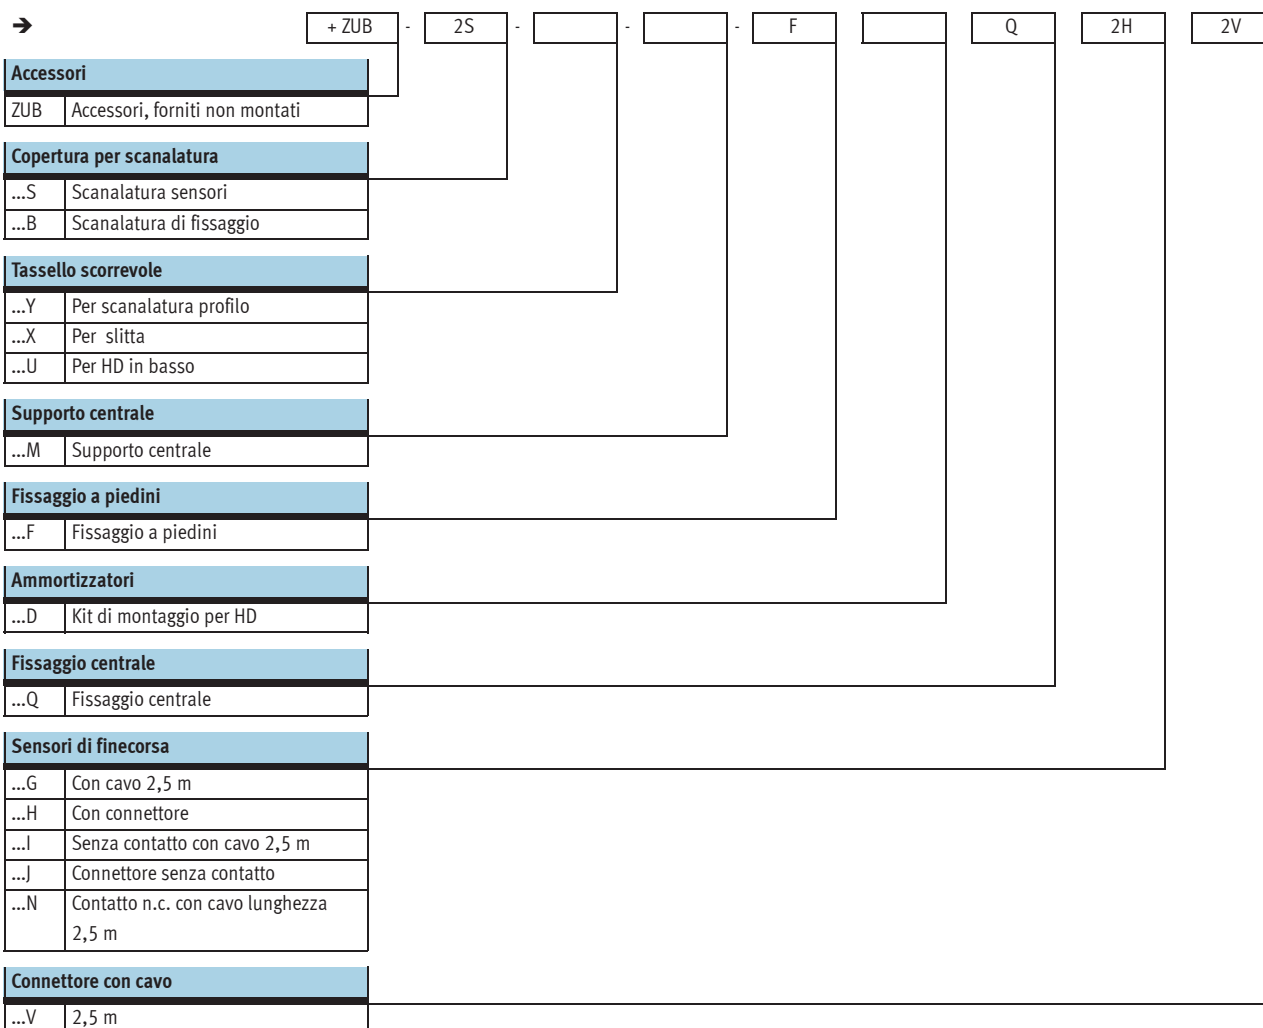 ➔ + ZUB - 2S - - - F Q 2H 2V
Accessori
ZUB Accessori, forniti non montati
Copertura per scanalatura
...S Scanalatura sensori
...B Scanalatura di fissaggio
Tassello scorrevole
...Y Per scanalatura profilo
...X Per slitta
...U Per HD in basso
Supporto centrale
...M Supporto centrale
Fissaggio a piedini
...F Fissaggio a piedini
Ammortizzatori
...D Kit di montaggio per HD
Fissaggio centrale
...Q Fissaggio centrale
Sensori di finecorsa
...G Con cavo 2,5 m
...H Con connettore
...I Senza contatto con cavo 2,5 m
...J Connettore senza contatto
...N Contatto n.c. con cavo lunghezza
2,5 m
Connettore con cavo
...V 2,5 m